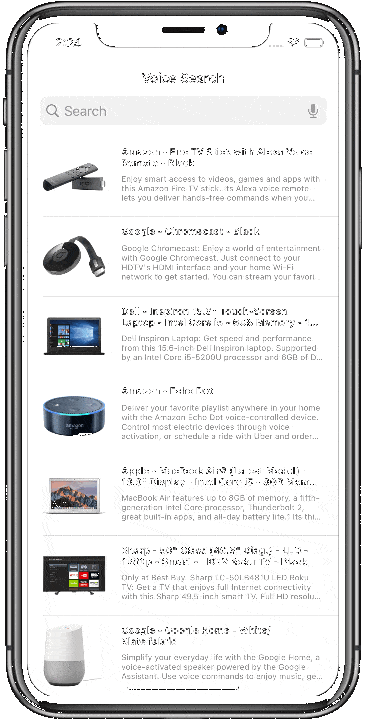 2:24
Voice Search
Search
Amazon - Fire TV Stick with Alexa Voice
Remote - Black
Enjoy smart access to videos, games and apps with
this Amazon Fire TV stick. Its Alexa voice remote
lets you deliver hands-free commands when you...
Google - Chromecast - Black
Google Chromecast: Enjoy a world of entertainment
with Google Chromecast. Just connect to your
HDTV's HDMI interface and your home Wi-Fi
network to get started. You can stream your favori...
Dell - Inspiron 15.6" Touch-Screen
Laptop - Intel Core i5 - 6GB Memory - 1...
Dell Inspiron Laptop: Get speed and performance
from this 15.6-inch Dell Inspiron laptop. Supported
by an Intel Core i5-5200U processor and 6GB of D...
Amazon - Echo Dot
Deliver your favorite playlist anywhere in your home
with the Amazon Echo Dot voice-controlled device.
Control most electric devices through voice
activation, or schedule a ride with Uber and order...
Apple - MacBook Air® (Latest Model) -
13.3" Display - Intel Core i5 - 8GB Mem...
MacBook Air features up to 8GB of memory, a fifth-
generation Intel Core processor, Thunderbolt 2,
great built-in apps, and all-day battery life.1 Its thi...
Sharp - 50" Class (49.5" Diag.) - LED -
1080p - Smart - HDTV Roku TV - Black
Only at Best Buy Sharp LC-50LB481U LED Roku
TV: Get a TV that enjoys full Internet connectivity
with this Sharp 49.5-inch smart TV. Full HD resolu...
Google - Google Home - White/
Slate fabric
Simplify your everyday life with the Google Home, a
voice-activated speaker powered by the Google
Assistant. Use voice commands to enjoy music, ge...